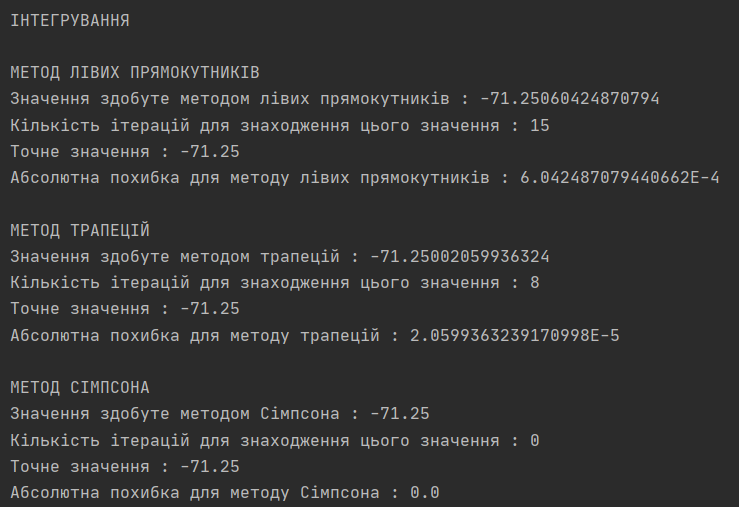 ІНТЕГРУВАННЯ
МЕТОД ЛІВИХ ПРЯМОКУТНИКІВ
Значення здобуте методом лівих прямокутників : -71.25060424870794
Кількість ітерацій для знаходження цього значення : 15
Точне значення : -71.25
Абсолютна похибка для методу лівих прямокутників : 6.042487079440662E-4
МЕТОД ТРАПЕЦІЙ
Значення здобуте методом трапецій : -71.25002059936324
Кількість ітерацій для знаходження цього значення : 8
Точне значення : -71.25
Абсолютна похибка для методу трапецій : 2.0599363239170998E-5
МЕТОД СІМПСОНА
Значення здобуте методом Сімпсона : -71.25
Кількість ітерацій для знаходження цього значення : 0
Точне значення : -71.25
Абсолютна похибка для методу Сімпсона : 0.0